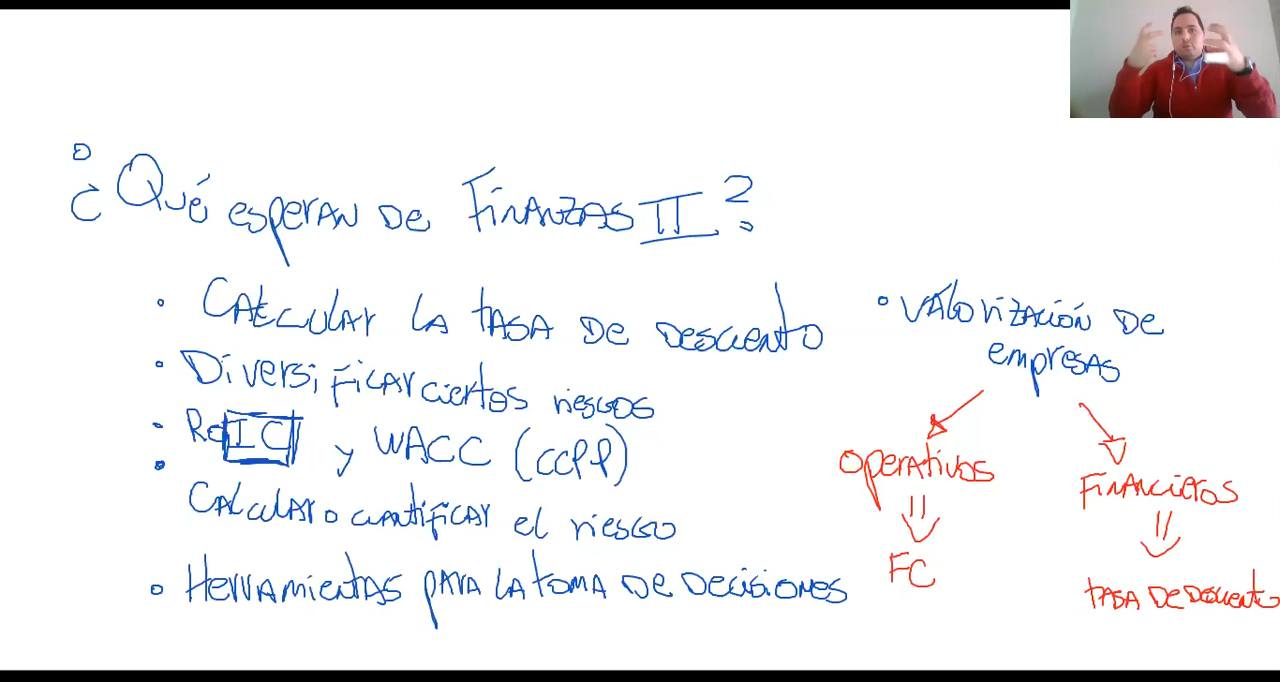 ¿Qué esperan de Finanzas II?
• Calcular la tasa de descuento
• Diversificar ciertos riesgos
• RoIC y WACC (CCPP)
• Calcular o cuantificar el riesgo
• Herramientas para la toma de decisiones
• Valorización de
empresas
Operativos
Financieros
FC
tasa de descuento